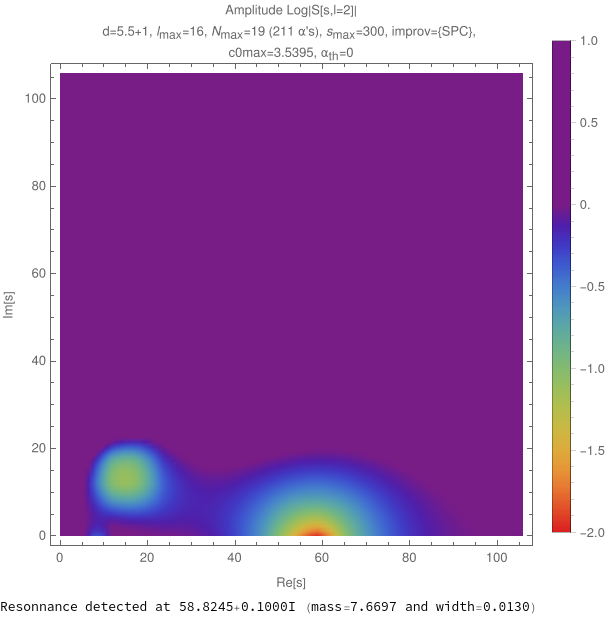 Amplitude Log|S[s,l=2]|
d=5.5+1, lmax=16, Nmax=19 (211 α's), smax=300, improv={SPC},
c0max=3.5395, αth=0
1.0
100
0.5
80
0.
60
Im[s]
-0.5
40
-1.0
20
-1.5
0
-2.0
0 20 40 60 80 100
Re[s]
Resonnance detected at 58.8245+0.1000I (mass=7.6697 and width=0.0130)